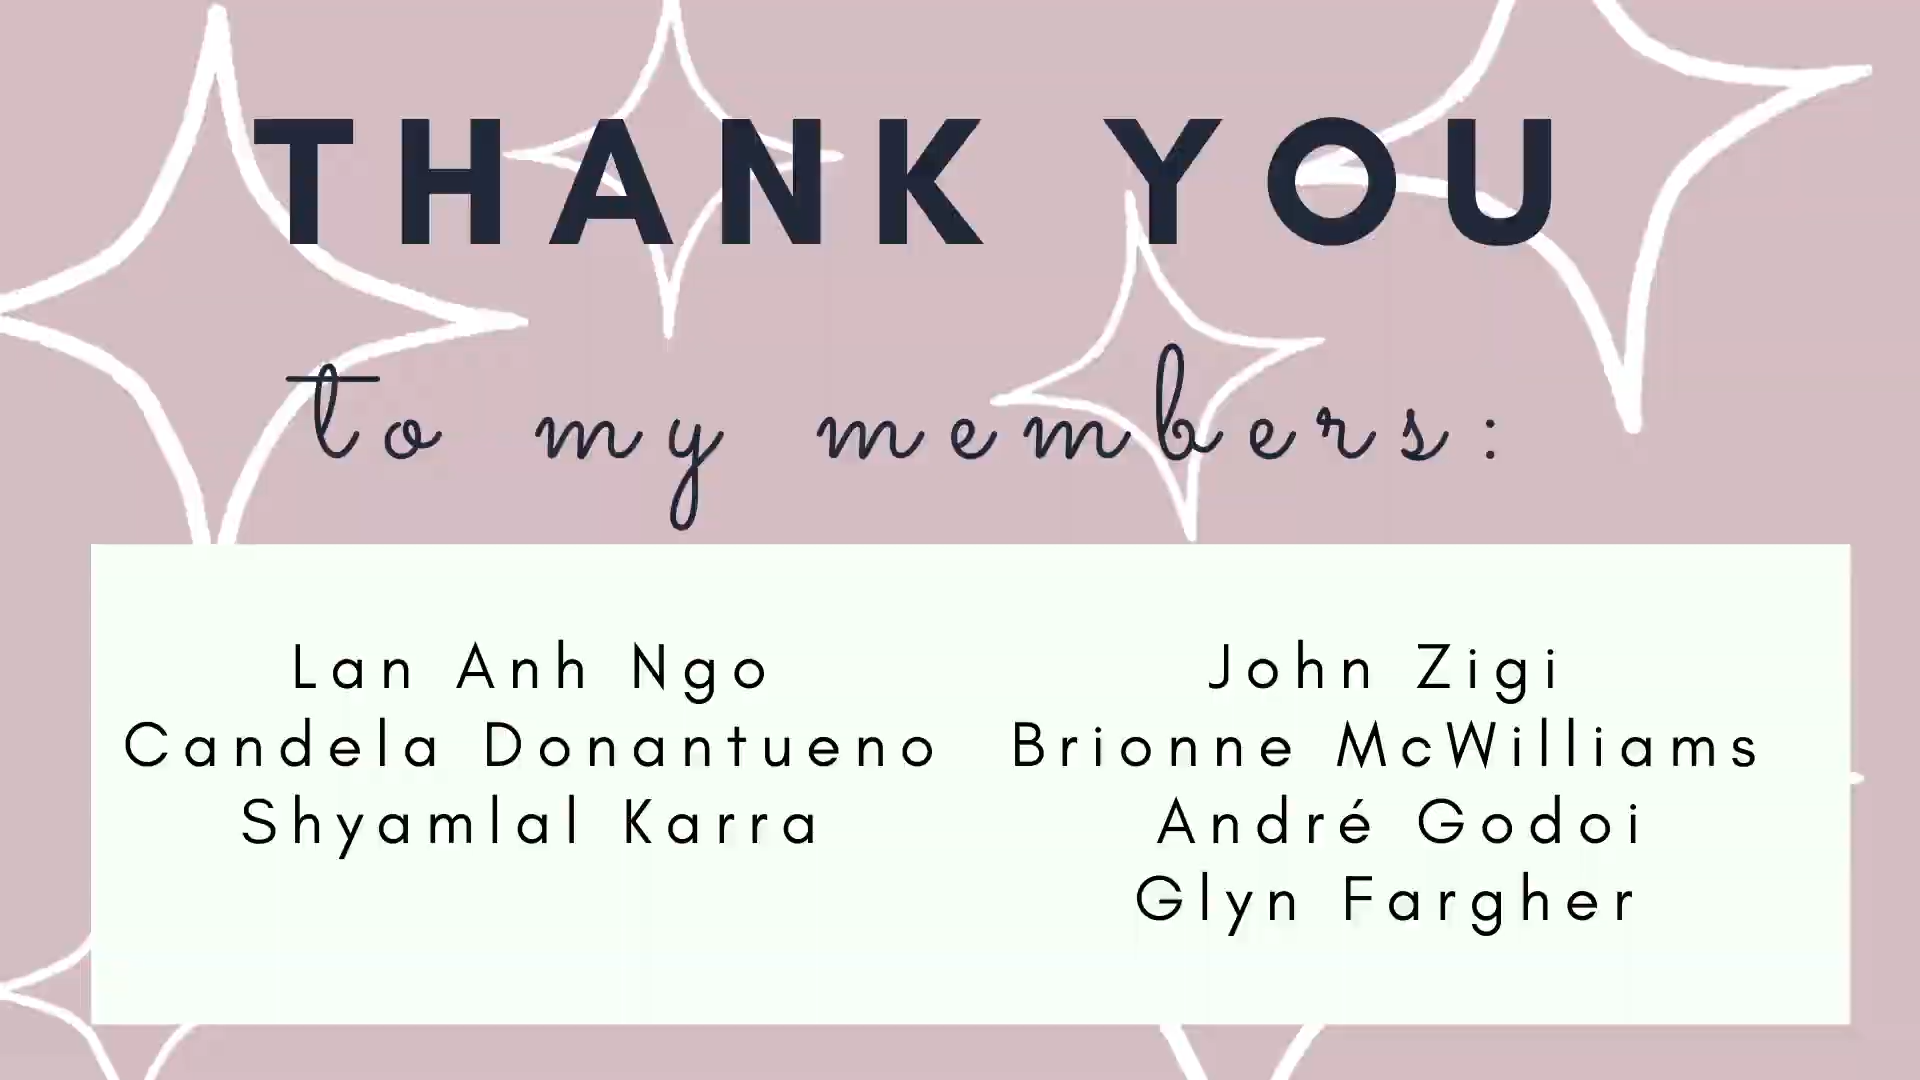 THANK YOU
to my members:
Lan Anh Ngo
Candela Donantueno
Shyamlal Karra
John Zigi
Brionne McWilliams
André Godoi
Glyn Fargher